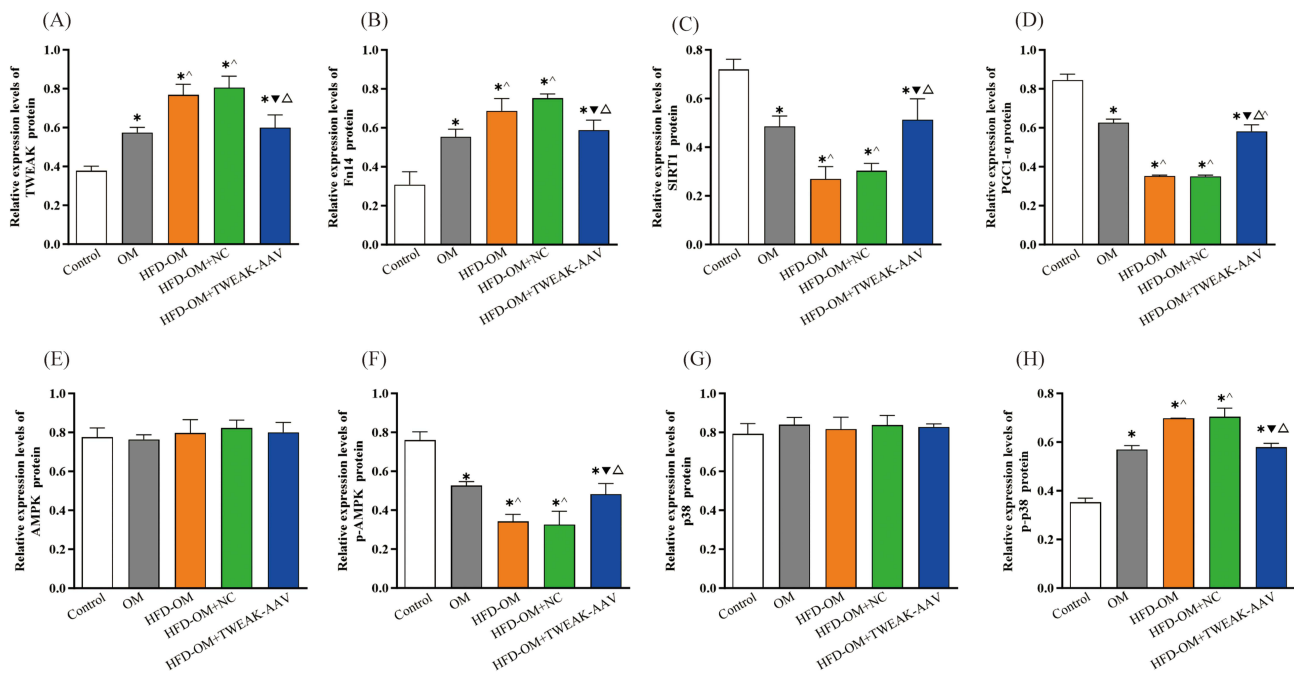 (A)
Relative expression levels of
TWEAK protein
1.0
0.8
0.6
0.4
0.2
0.0
*
*^
*^
*▼△
Control
OM
HFD-OM
HFD-OM+NC
HFD-OM+TWEAK-AAV
(B)
Relative expression levels of
Fn14 protein
1.0
0.8
0.6
0.4
0.2
0.0
*
*^
*^
*▼△
Control
OM
HFD-OM
HFD-OM+NC
HFD-OM+TWEAK-AAV
(C)
Relative expression levels of
SIRT1 protein
0.8
0.6
0.4
0.2
0.0
*
*^
*^
*▼△
Control
OM
HFD-OM
HFD-OM+NC
HFD-OM+TWEAK-AAV
(D)
Relative expression levels of
PGC1-α protein
1.0
0.8
0.6
0.4
0.2
0.0
*
*^
*^
*▼△^
Control
OM
HFD-OM
HFD-OM+NC
HFD-OM+TWEAK-AAV
(E)
Relative expression levels of
AMPK protein
1.0
0.8
0.6
0.4
0.2
0.0
Control
OM
HFD-OM
HFD-OM+NC
HFD-OM+TWEAK-AAV
(F)
Relative expression levels of
p-AMPK protein
1.0
0.8
0.6
0.4
0.2
0.0
*
*^
*^
*▼△
Control
OM
HFD-OM
HFD-OM+NC
HFD-OM+TWEAK-AAV
(G)
Relative expression levels of
p38 protein
1.0
0.8
0.6
0.4
0.2
0.0
Control
OM
HFD-OM
HFD-OM+NC
HFD-OM+TWEAK-AAV
(H)
Relative expression levels of
p-p38 protein
0.8
0.6
0.4
0.2
0.0
*
*^
*^
*▼△
Control
OM
HFD-OM
HFD-OM+NC
HFD-OM+TWEAK-AAV